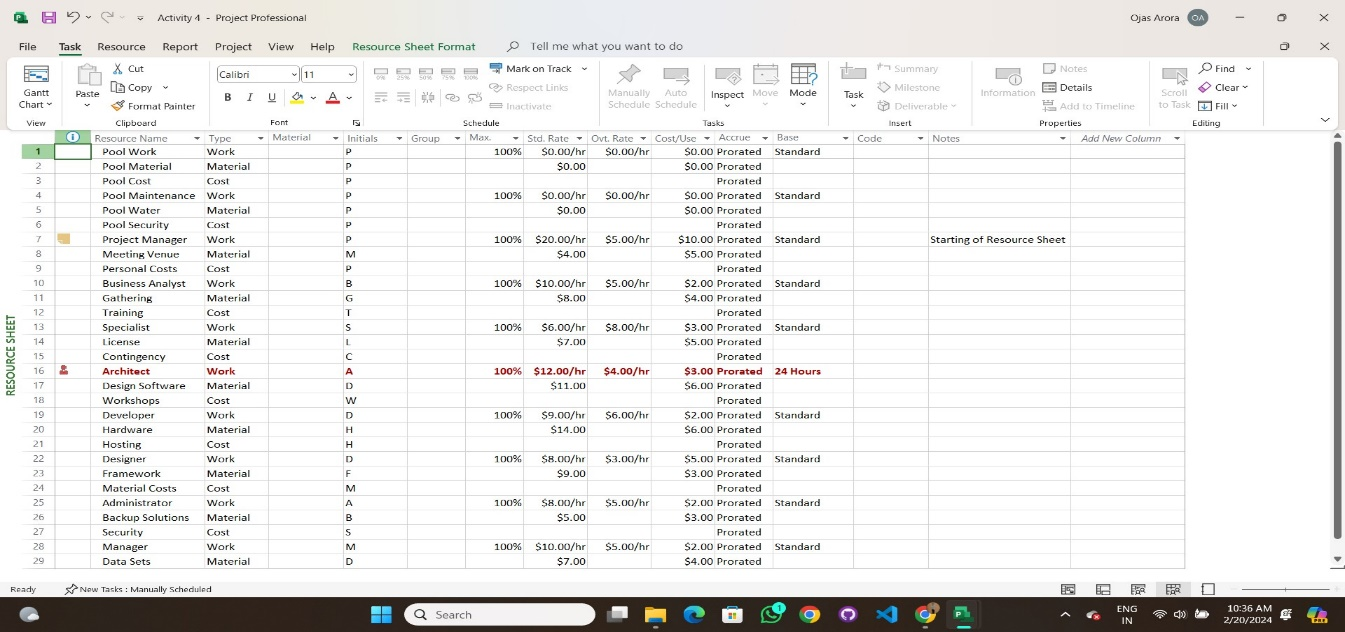 Activity 4 - Project Professional
Ojas Arora OA
File Task Resource Report Project View Help Resource Sheet Format Tell me what you want to do
Gantt Chart
View
Paste
Cut
Copy
Format Painter
Clipboard
Calibri 11
B I U A
Font
0% 25% 50% 75% 100%
Mark on Track
Respect Links
Inactivate
Schedule
Manually Schedule
Auto Schedule
Inspect
Move
Mode
Tasks
Task
Summary
Milestone
Deliverable
Insert
Information
Notes
Details
Add to Timeline
Properties
Scroll to Task
Find
Clear
Fill
Editing
Resource Name Type Material Initials Group Max. Std. Rate Ovt. Rate Cost/Use Accrue Base Code Notes Add New Column
1 Pool Work Work P 100% $0.00/hr $0.00/hr $0.00 Prorated Standard
2 Pool Material Material P $0.00 $0.00 Prorated
3 Pool Cost Cost P Prorated
4 Pool Maintenance Work P 100% $0.00/hr $0.00/hr $0.00 Prorated Standard
5 Pool Water Material P $0.00 $0.00 Prorated
6 Pool Security Cost P Prorated
7 Project Manager Work P 100% $20.00/hr $5.00/hr $10.00 Prorated Standard Starting of Resource Sheet
8 Meeting Venue Material M $4.00 $5.00 Prorated
9 Personal Costs Cost P Prorated
10 Business Analyst Work B 100% $10.00/hr $5.00/hr $2.00 Prorated Standard
11 Gathering Material G $8.00 $4.00 Prorated
12 Training Cost T Prorated
13 Specialist Work S 100% $6.00/hr $8.00/hr $3.00 Prorated Standard
14 License Material L $7.00 $5.00 Prorated
15 Contingency Cost C Prorated
16 Architect Work A 100% $12.00/hr $4.00/hr $3.00 Prorated 24 Hours
17 Design Software Material D $11.00 $6.00 Prorated
18 Workshops Cost W Prorated
19 Developer Work D 100% $9.00/hr $6.00/hr $2.00 Prorated Standard
20 Hardware Material H $14.00 $6.00 Prorated
21 Hosting Cost H Prorated
22 Designer Work D 100% $8.00/hr $3.00/hr $5.00 Prorated Standard
23 Framework Material F $9.00 $3.00 Prorated
24 Material Costs Cost M Prorated
25 Administrator Work A 100% $8.00/hr $5.00/hr $2.00 Prorated Standard
26 Backup Solutions Material B $5.00 $3.00 Prorated
27 Security Cost S Prorated
28 Manager Work M 100% $10.00/hr $5.00/hr $2.00 Prorated Standard
29 Data Sets Material D $7.00 $4.00 Prorated
RESOURCE SHEET
Ready New Tasks : Manually Scheduled
Search
1
ENG
IN
10:36 AM
2/20/2024